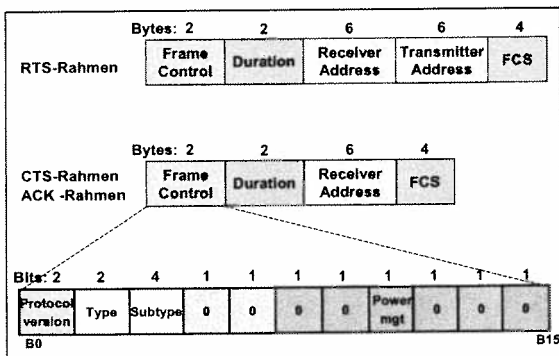 Bytes: 2 2 6 6 4
RTS-Rahmen
Frame Control Duration Receiver Address Transmitter Address FCS
Bytes: 2 2 6 4
CTS-Rahmen
ACK -Rahmen
Frame Control Duration Receiver Address FCS
Bits: 2 2 4 1 1 1 1 1 1 1 1
Protocol version Type Subtype 0 0 0 0 Power mgt 0 0 0
B0 B15